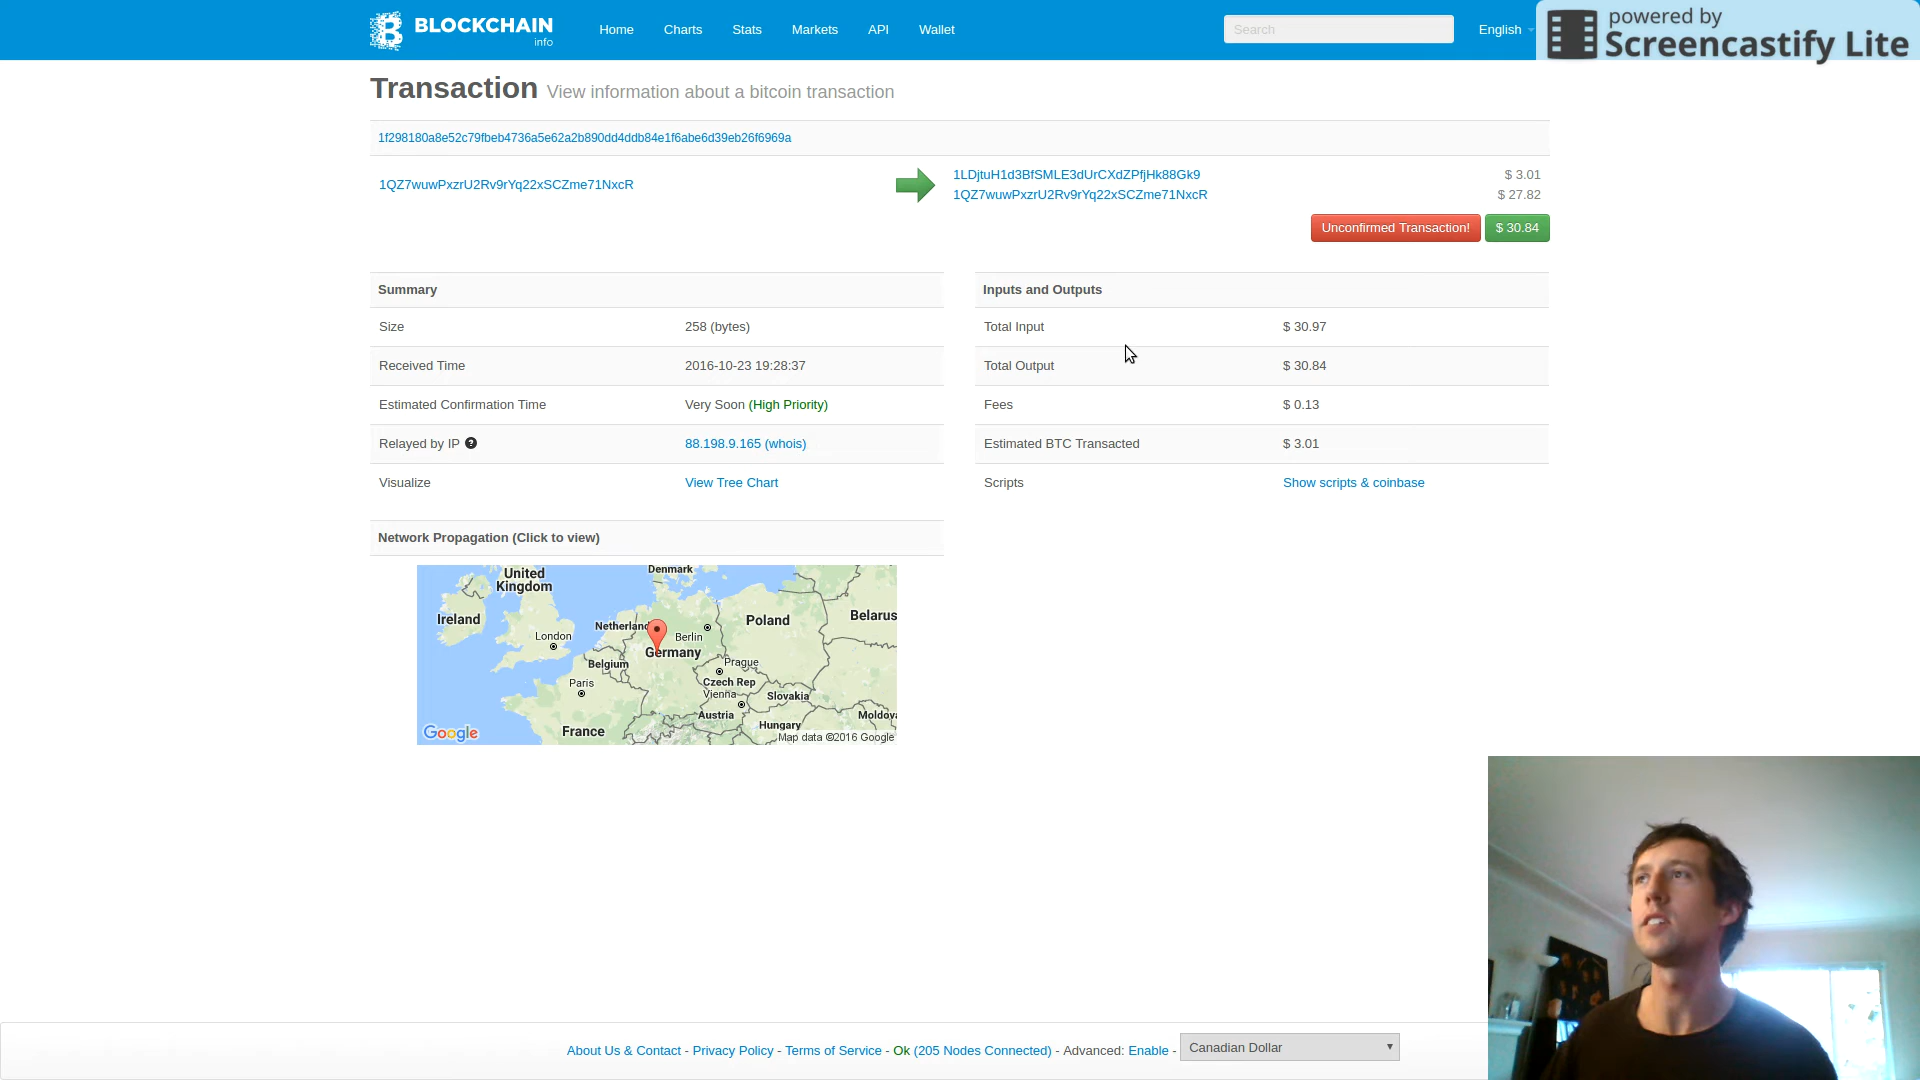 BLOCKCHAIN
info
Home Charts Stats Markets API Wallet
Search
English
powered by
Screencastify Lite
Transaction View information about a bitcoin transaction
1f298180a8e52c79fbeb4736a5e62a2b890dd4ddb84e1f6abe6d39eb26f6969a
1QZ7wuwPxzrU2Rv9rYq22xSCZme71NxcR
1LDjtuH1d3BfSMLE3dUrCXdZPfjHk88Gk9 $ 3.01
1QZ7wuwPxzrU2Rv9rYq22xSCZme71NxcR $ 27.82
Unconfirmed Transaction! $ 30.84
Summary
Size 258 (bytes)
Received Time 2016-10-23 19:28:37
Estimated Confirmation Time Very Soon (High Priority)
Relayed by IP ? 88.198.9.165 (whois)
Visualize View Tree Chart
Inputs and Outputs
Total Input $ 30.97
Total Output $ 30.84
Fees $ 0.13
Estimated BTC Transacted $ 3.01
Scripts Show scripts & coinbase
Network Propagation (Click to view)
United
Kingdom
Denmark
Ireland
London
Netherland
Berlin
Poland
Belarus
Belgium
Germany
Prague
Paris
Czech Rep
Vienna
Slovakia
Austria
Moldova
Hungary
France
Google
Map data ©2016 Google
About Us & Contact - Privacy Policy - Terms of Service - Ok (205 Nodes Connected) - Advanced: Enable - Canadian Dollar